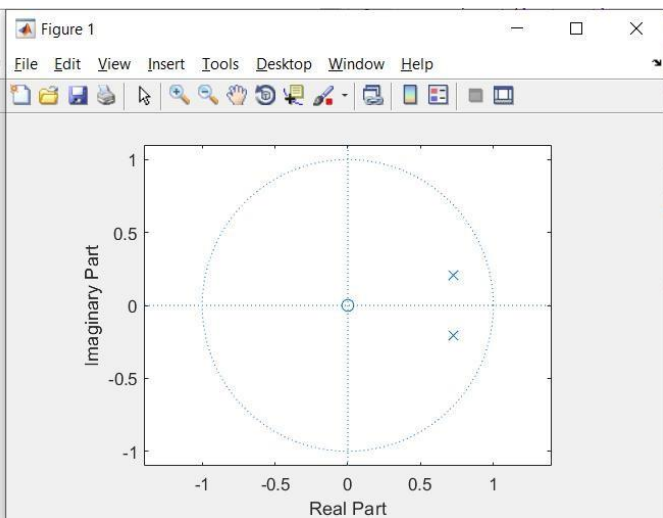 Figure 1
File Edit View Insert Tools Desktop Window Help
1
0.5
0
-0.5
-1
Imaginary Part
-1 -0.5 0 0.5 1
Real Part